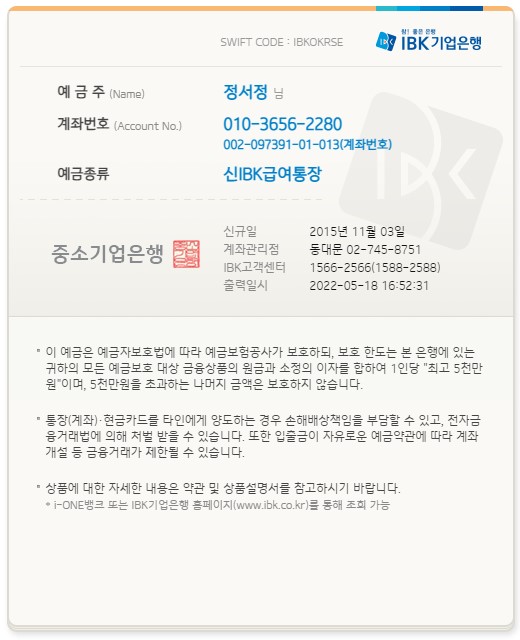 SWIFT CODE : IBKOKRSE
참! 좋은 은행
IBK기업은행
예 금 주 (Name) 정서정 님
계좌번호 (Account No.) 010-3656-2280
002-097391-01-013(계좌번호)
예금종류 신IBK급여통장
IBK
중소기업은행
신규일 2015년 11월 03일
계좌관리점 동대문 02-745-8751
IBK고객센터 1566-2566(1588-2588)
출력일시 2022-05-18 16:52:31
이 예금은 예금자보호법에 따라 예금보험공사가 보호하되, 보호 한도는 본 은행에 있는
귀하의 모든 예금보호 대상 금융상품의 원금과 소정의 이자를 합하여 1인당 "최고 5천만
원"이며, 5천만원을 초과하는 나머지 금액은 보호하지 않습니다.
통장(계좌)·현금카드를 타인에게 양도하는 경우 손해배상책임을 부담할 수 있고, 전자금
융거래법에 의해 처벌 받을 수 있습니다. 또한 입출금이 자유로운 예금약관에 따라 계좌
개설 등 금융거래가 제한될 수 있습니다.
상품에 대한 자세한 내용은 약관 및 상품설명서를 참고하시기 바랍니다.
* i-ONE뱅크 또는 IBK기업은행 홈페이지(www.ibk.co.kr)를 통해 조회 가능